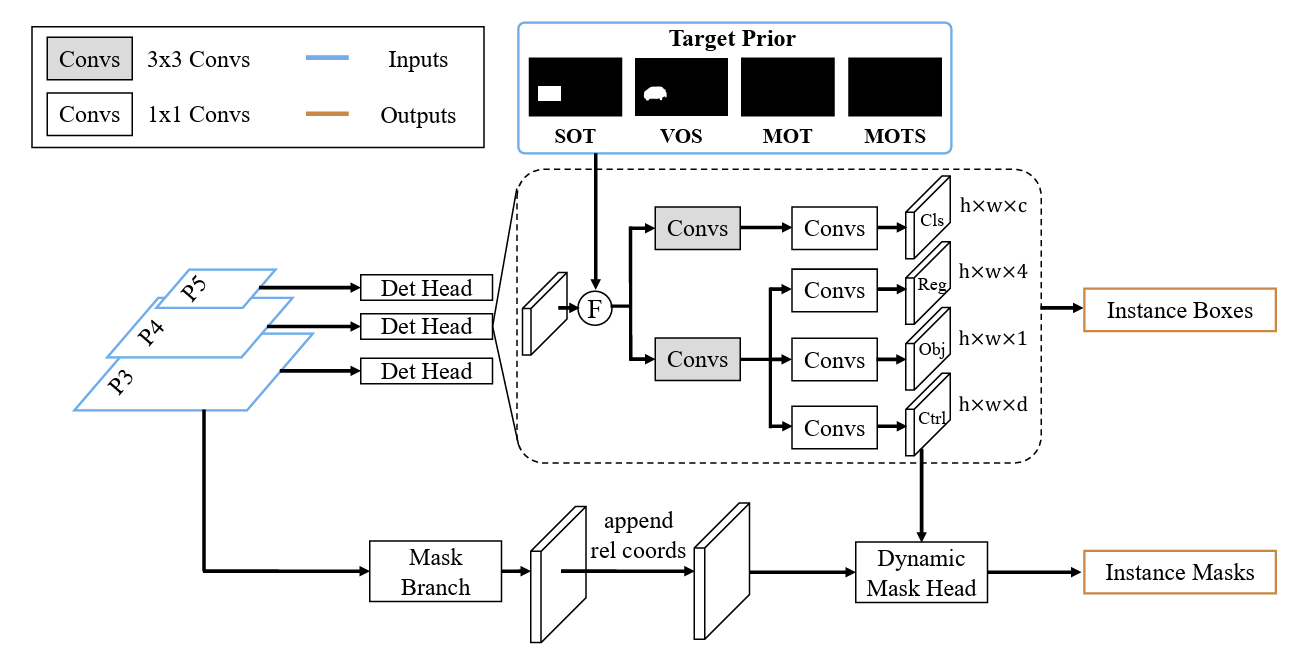 Convs 3x3 Convs Inputs
Convs 1x1 Convs Outputs
Target Prior
SOT VOS MOT MOTS
Convs Convs Cls h×w×c
P5 Det Head
P4 Det Head
P3 Det Head
F
Convs Reg h×w×4
Convs Convs Obj h×w×1
Convs Ctrl h×w×d
Instance Boxes
Mask
Branch
append
rel coords
Dynamic
Mask Head
Instance Masks